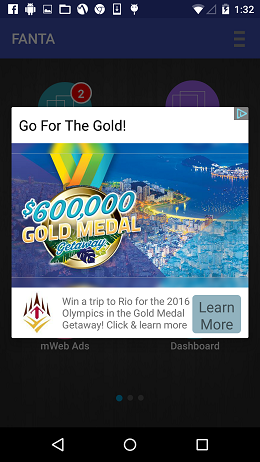 1:32
FANTA
2
Go For The Gold!
$600,000
GOLD MEDAL
Getaway
Win a trip to Rio for the 2016
Olympics in the Gold Medal
Getaway! Click & learn more
Learn
More
mWeb Ads
Dashboard